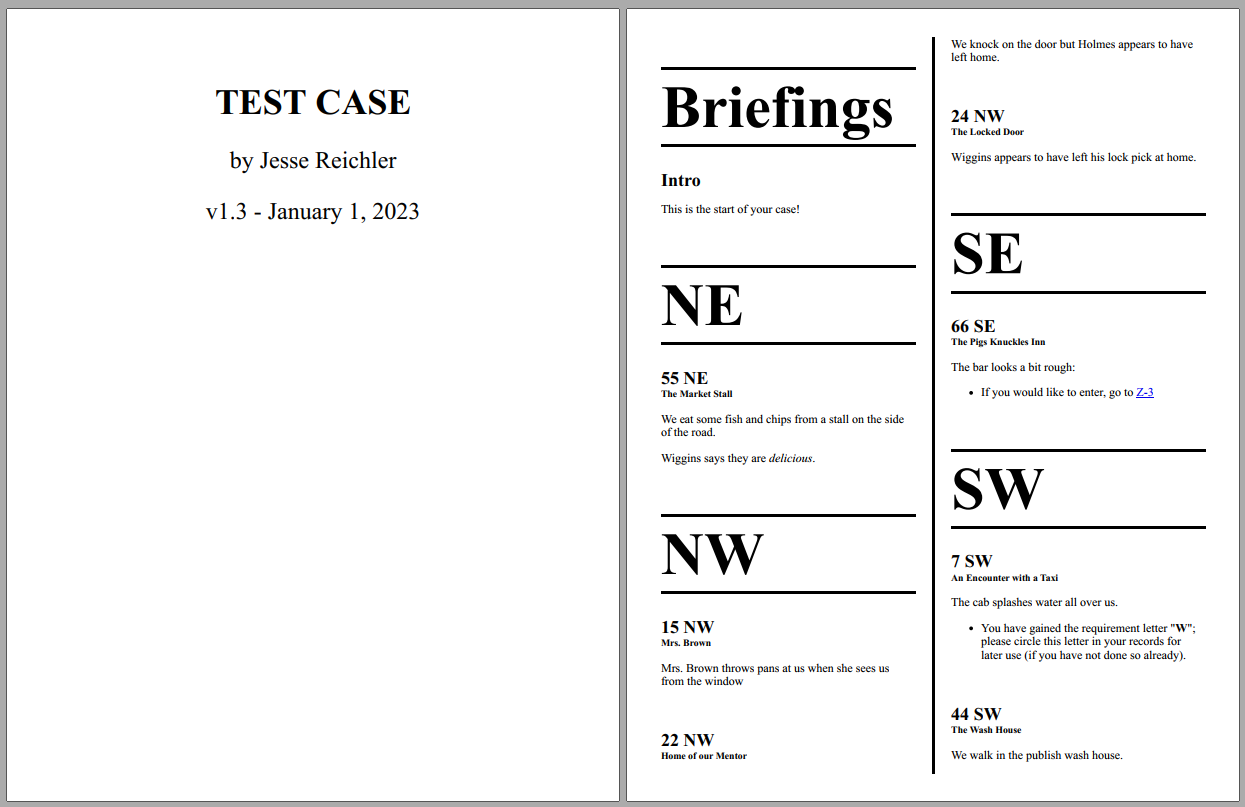 TEST CASE
by Jesse Reichler
v1.3 - January 1, 2023
Briefings
Intro
This is the start of your case!
NE
55 NE
The Market Stall
We eat some fish and chips from a stall on the side
of the road.
Wiggins says they are delicious.
NW
15 NW
Mrs. Brown
Mrs. Brown throws pans at us when she sees us
from the window
22 NW
Home of our Mentor
We knock on the door but Holmes appears to have
left home.
24 NW
The Locked Door
Wiggins appears to have left his lock pick at home.
SE
66 SE
The Pigs Knuckles Inn
The bar looks a bit rough:
• If you would like to enter, go to Z-3
SW
7 SW
An Encounter with a Taxi
The cab splashes water all over us.
• You have gained the requirement letter "W";
please circle this letter in your records for
later use (if you have not done so already).
44 SW
The Wash House
We walk in the publish wash house.